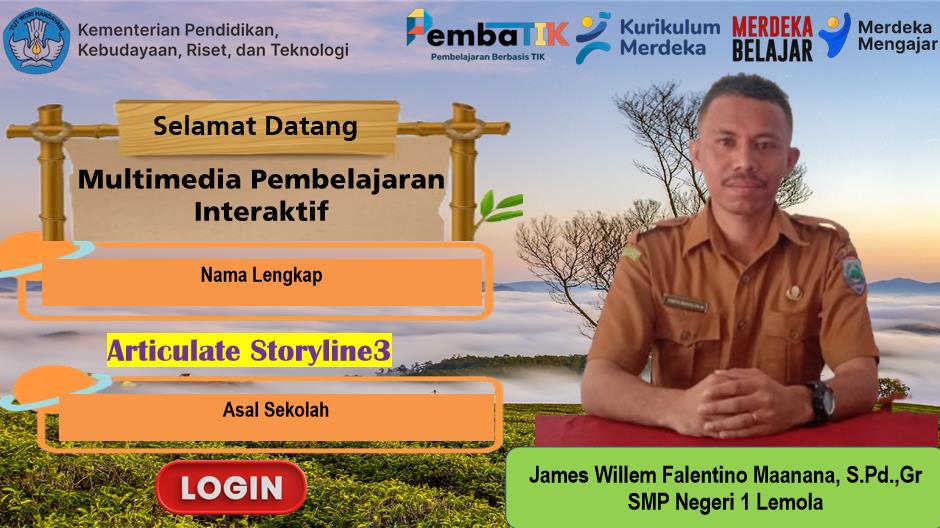 Kementerian Pendidikan,
Kebudayaan, Riset, dan Teknologi
PembaTIK
Pembelajaran Berbasis TIK
Kurikulum
Merdeka
MERDEKA
BELAJAR
Merdeka
Mengajar
Selamat Datang
Multimedia Pembelajaran
Interaktif
Nama Lengkap
Articulate Storyline3
Asal Sekolah
LOGIN
James Willem Falentino Maanana, S.Pd.,Gr
SMP Negeri 1 Lemola